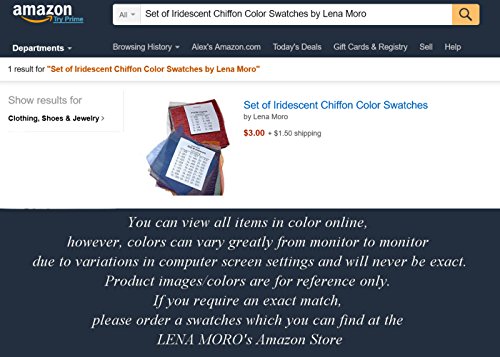 amazon
Try Prime
All
Set of Iridescent Chiffon Color Swatches by Lena Moro
Departments
Browsing History Alex's Amazon.com Today's Deals Gift Cards & Registry Sell Help
1 result for "Set of Iridescent Chiffon Color Swatches by Lena Moro"
Show results for
Clothing, Shoes & Jewelry >
Set of Iridescent Chiffon Color Swatches
by Lena Moro
$3.00 + $1.50 shipping
You can view all items in color online,
however, colors can vary greatly from monitor to monitor
due to variations in computer screen settings and will never be exact.
Product images/colors are for reference only.
If you require an exact match,
please order a swatches which you can find at the
LENA MORO's Amazon Store